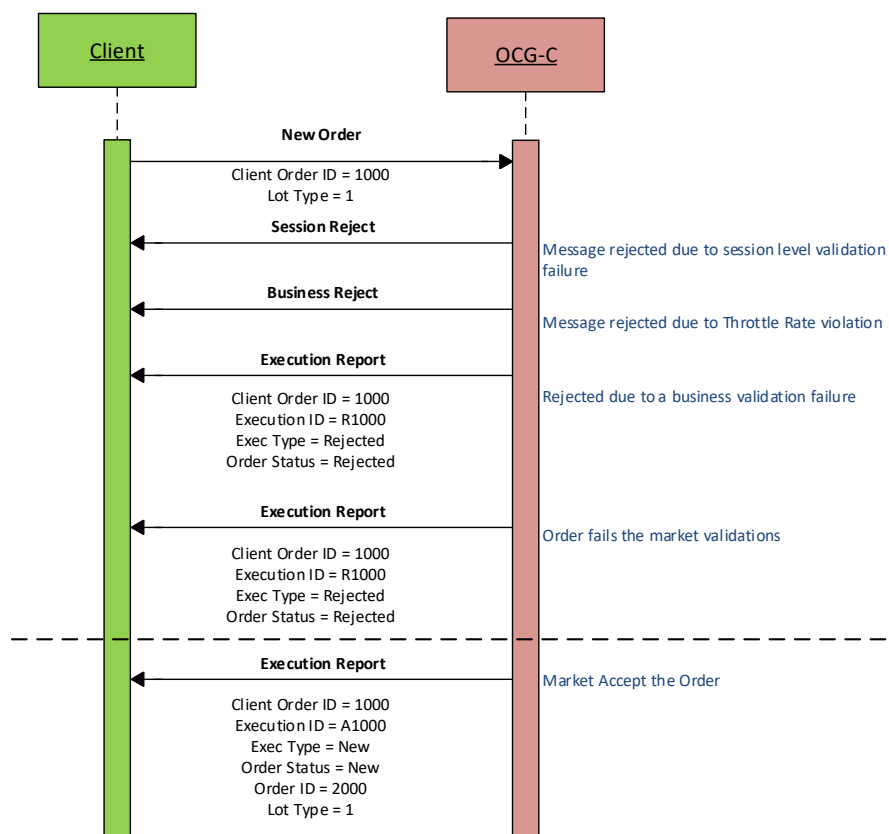 Client
OCG-C
New Order
Client Order ID = 1000
Lot Type = 1
Session Reject
Message rejected due to session level validation
failure
Business Reject
Message rejected due to Throttle Rate violation
Execution Report
Rejected due to a business validation failure
Client Order ID = 1000
Execution ID = R1000
Exec Type = Rejected
Order Status = Rejected
Execution Report
Order fails the market validations
Client Order ID = 1000
Execution ID = R1000
Exec Type = Rejected
Order Status = Rejected
Execution Report
Market Accept the Order
Client Order ID = 1000
Execution ID = A1000
Exec Type = New
Order Status = New
Order ID = 2000
Lot Type = 1